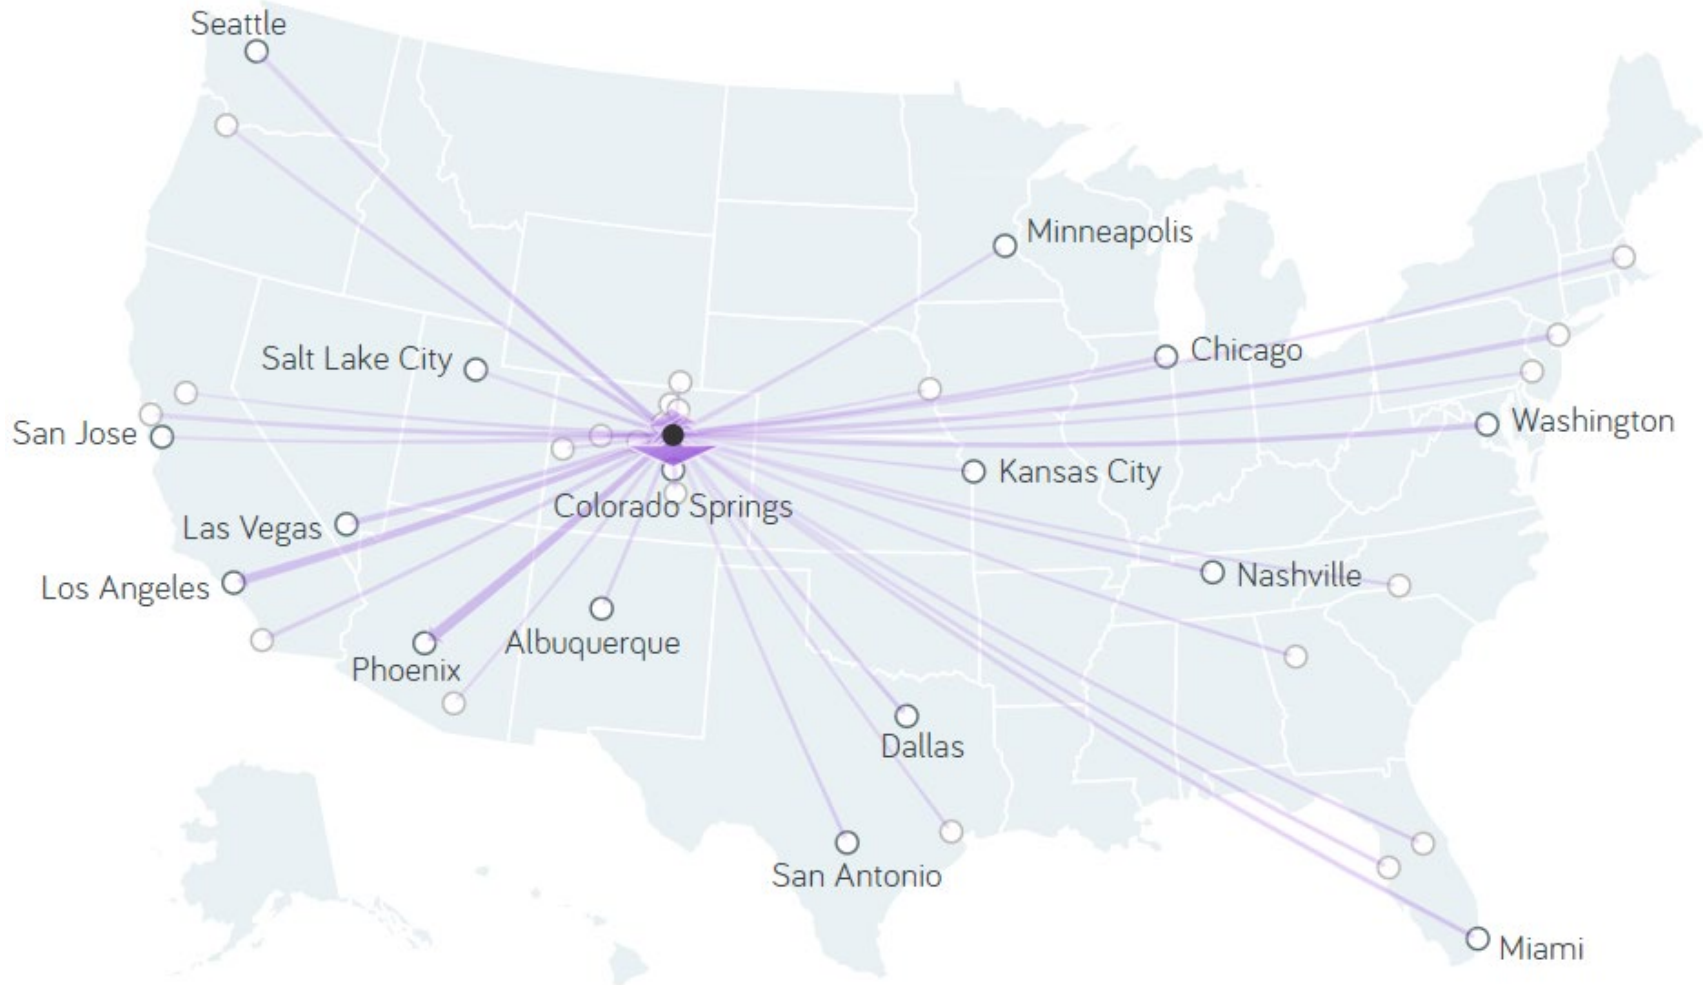 Seattle
Minneapolis
Chicago
Salt Lake City
Washington
San Jose
Kansas City
Colorado Springs
Las Vegas
Nashville
Los Angeles
Albuquerque
Phoenix
Dallas
San Antonio
Miami